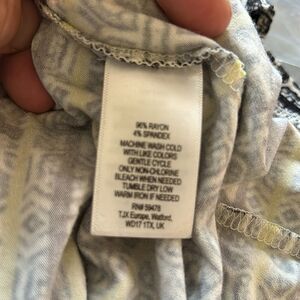 96% RAYON
4% SPANDEX
MACHINE WASH COLD
WITH LIKE COLORS
GENTLE CYCLE
ONLY NON-CHLORINE
BLEACH WHEN NEEDED
TUMBLE DRY LOW
WARM IRON IF NEEDED
RN# 59478
TJX Europe, Watford,
WD17 1TX, UK